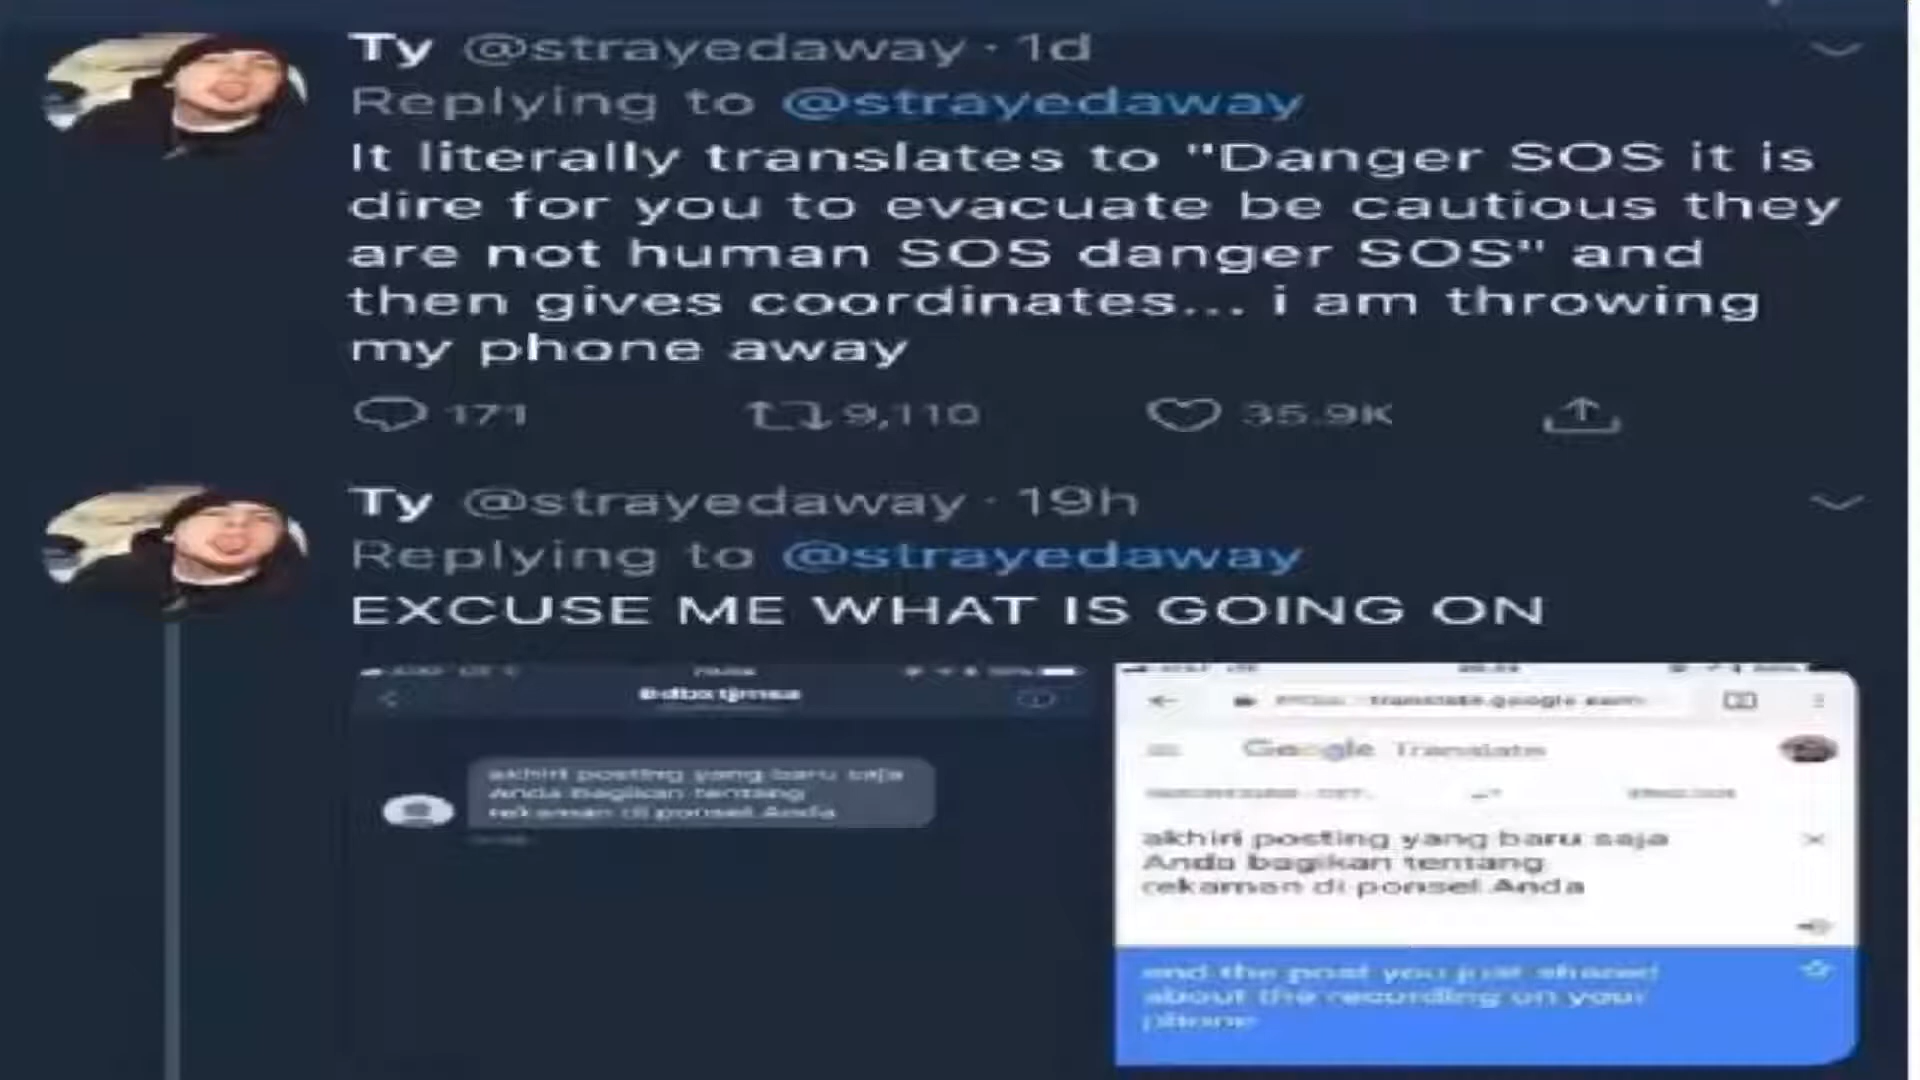 Ty @strayedaway · 1d
Replying to @strayedaway
It literally translates to "Danger SOS it is
dire for you to evacuate be cautious they
are not human SOS danger SOS" and
then gives coordinates... i am throwing
my phone away
171 9,110 35.9K
Ty @strayedaway · 19h
Replying to @strayedaway
EXCUSE ME WHAT IS GOING ON
akhiri posting yang baru saja
Anda bagikan tentang
rekaman di ponsel Anda
translate.google.com
Google Translate
ENGLISH
akhiri posting yang baru saja
Anda bagikan tentang
rekaman di ponsel Anda
end the post you just shared
about the recording on your
phone